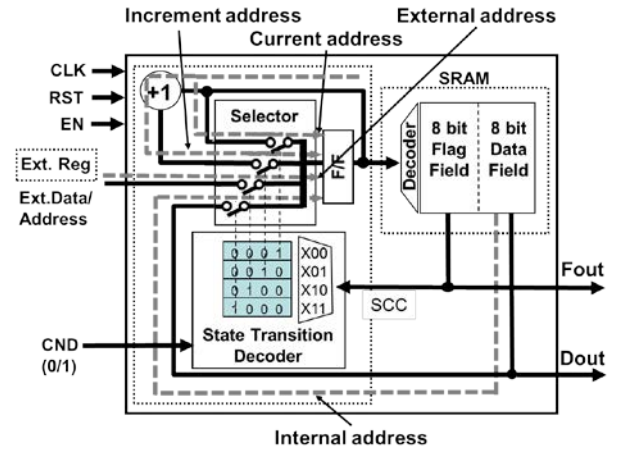 Increment address
External address
Current address
CLK
RST
EN
+1
Selector
SRAM
Ext. Reg
Ext.Data/
Address
F/F
Decoder
8 bit
Flag
Field
8 bit
Data
Field
0 0 0 1 X00
0 0 1 0 X01
0 1 0 0 X10
1 0 0 0 X11
State Transition
Decoder
SCC
Fout
CND
(0/1)
Dout
Internal address